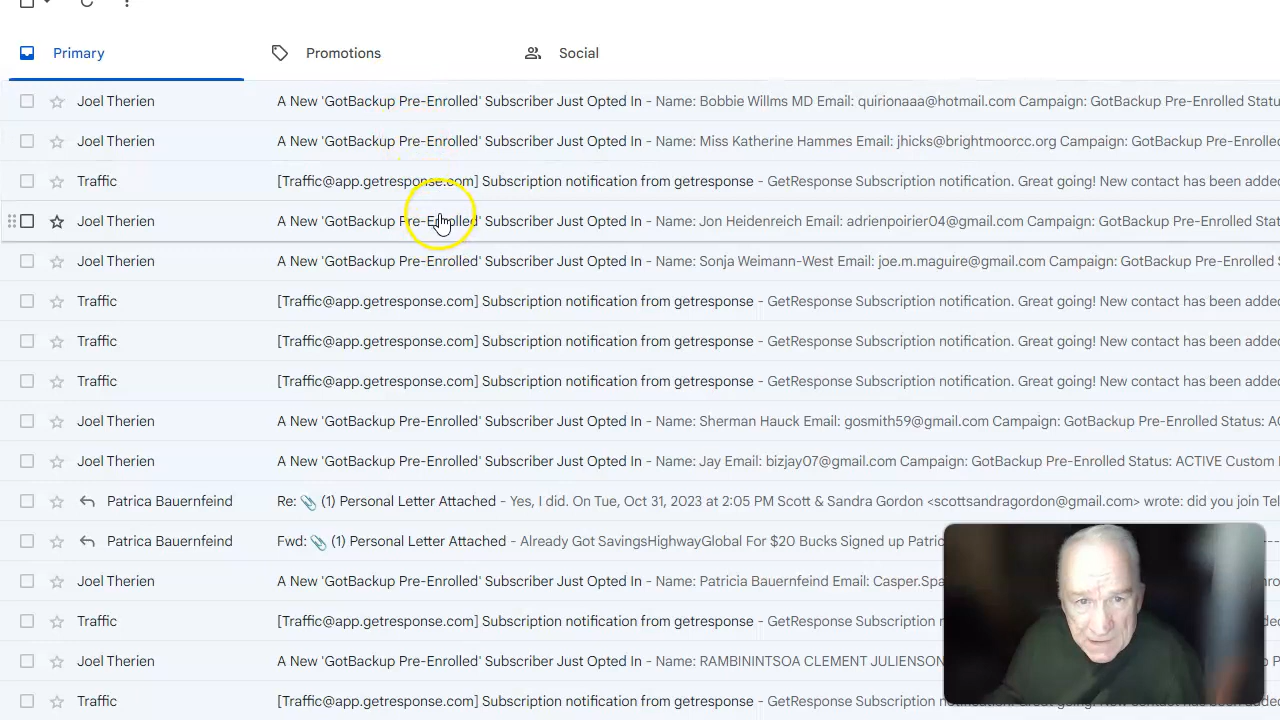 Primary Promotions Social
Joel Therien A New 'GotBackup Pre-Enrolled' Subscriber Just Opted In - Name: Bobbie Willms MD Email: quirionaaa@hotmail.com Campaign: GotBackup Pre-Enrolled Statu
Joel Therien A New 'GotBackup Pre-Enrolled' Subscriber Just Opted In - Name: Miss Katherine Hammes Email: jhicks@brightmoorcc.org Campaign: GotBackup Pre-Enrolled
Traffic [Traffic@app.getresponse.com] Subscription notification from getresponse - GetResponse Subscription notification. Great going! New contact has been added
Joel Therien A New 'GotBackup Pre-Enrolled' Subscriber Just Opted In - Name: Jon Heidenreich Email: adrienpoirier04@gmail.com Campaign: GotBackup Pre-Enrolled Stat
Joel Therien A New 'GotBackup Pre-Enrolled' Subscriber Just Opted In - Name: Sonja Weimann-West Email: joe.m.maguire@gmail.com Campaign: GotBackup Pre-Enrolled S
Traffic [Traffic@app.getresponse.com] Subscription notification from getresponse - GetResponse Subscription notification. Great going! New contact has been added
Traffic [Traffic@app.getresponse.com] Subscription notification from getresponse - GetResponse Subscription notification. Great going! New contact has been added
Traffic [Traffic@app.getresponse.com] Subscription notification from getresponse - GetResponse Subscription notification. Great going! New contact has been added
Joel Therien A New 'GotBackup Pre-Enrolled' Subscriber Just Opted In - Name: Sherman Hauck Email: gosmith59@gmail.com Campaign: GotBackup Pre-Enrolled Status: AC
Joel Therien A New 'GotBackup Pre-Enrolled' Subscriber Just Opted In - Name: Jay Email: bizjay07@gmail.com Campaign: GotBackup Pre-Enrolled Status: ACTIVE Custom
Patrica Bauernfeind Re: 📎 (1) Personal Letter Attached - Yes, I did. On Tue, Oct 31, 2023 at 2:05 PM Scott & Sandra Gordon <scottsandragordon@gmail.com> wrote: did you join Tel
Patrica Bauernfeind Fwd: 📎 (1) Personal Letter Attached - Already Got SavingsHighwayGlobal For $20 Bucks Signed up Patric
Joel Therien A New 'GotBackup Pre-Enrolled' Subscriber Just Opted In - Name: Patricia Bauernfeind Email: Casper.Spa
Traffic [Traffic@app.getresponse.com] Subscription notification from getresponse - GetResponse Subscription n
Joel Therien A New 'GotBackup Pre-Enrolled' Subscriber Just Opted In - Name: RAMBININTSOA CLEMENT JULIENSON
Traffic [Traffic@app.getresponse.com] Subscription notification from getresponse - GetResponse Subscription notification. Great going! New contact has been added